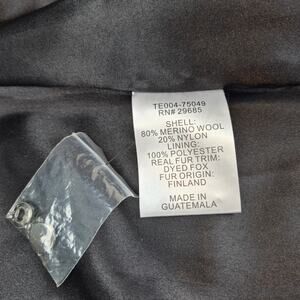 TE004-75049
RN# 29685
SHELL:
80% MERINO WOOL
20% NYLON
LINING:
100% POLYESTER
REAL FUR TRIM:
DYED FOX
FUR ORIGIN:
FINLAND
MADE IN
GUATEMALA